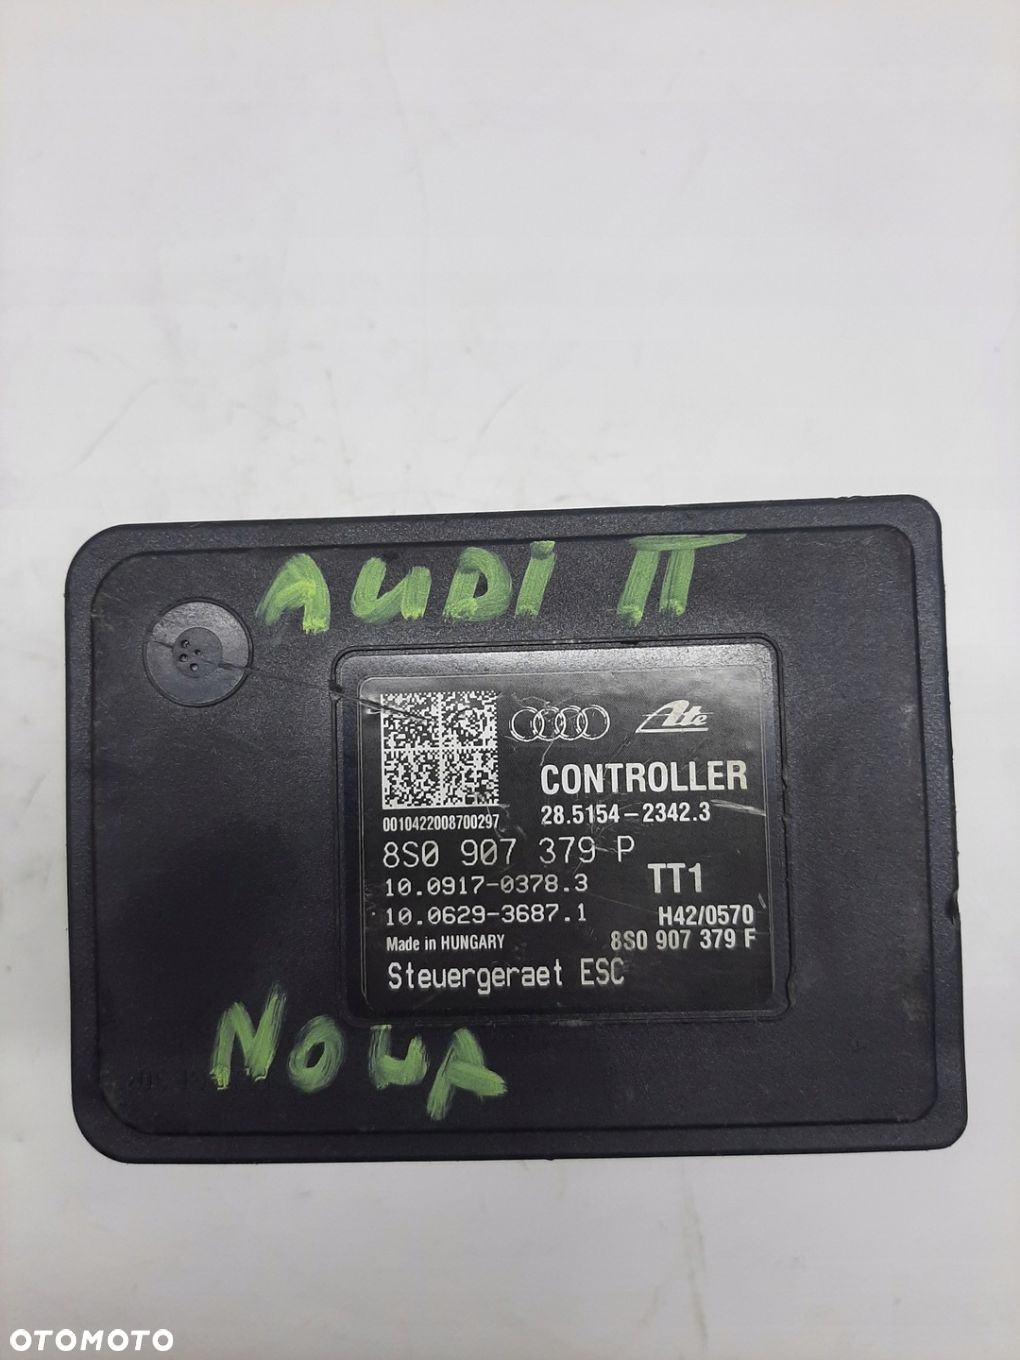 AUDI TT
Ate
CONTROLLER
28.5154-2342.3
0010422008700297
8S0 907 379 P
TT1
10.0917-0378.3
10.0629-3687.1
H42/0570
Made in HUNGARY
8S0 907 379 F
Steuergeraet ESC
NOWA
OTOMOTO